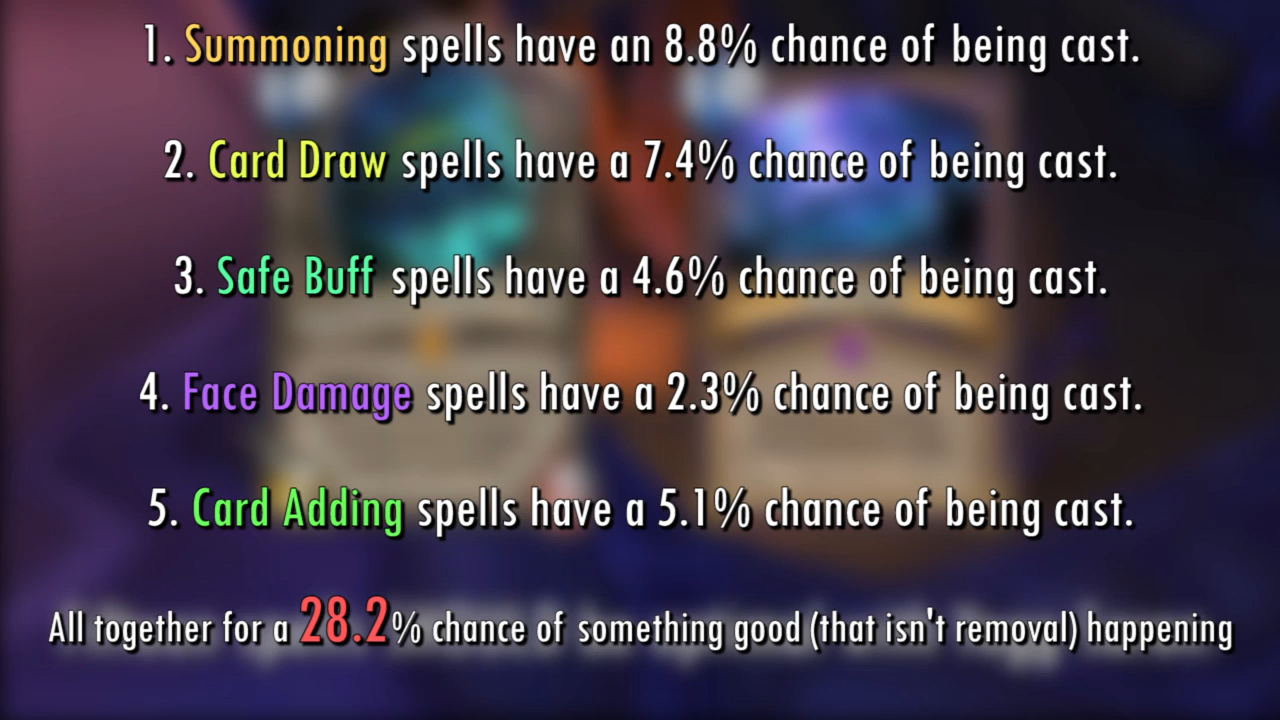 1. Summoning spells have an 8.8% chance of being cast.
2. Card Draw spells have a 7.4% chance of being cast.
3. Safe Buff spells have a 4.6% chance of being cast.
4. Face Damage spells have a 2.3% chance of being cast.
5. Card Adding spells have a 5.1% chance of being cast.
All together for a 28.2% chance of something good (that isn't removal) happening